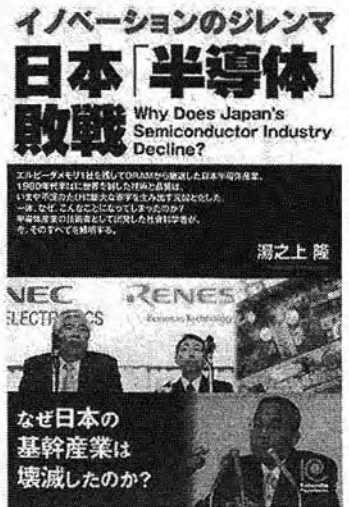 イノベーションのジレンマ
日本「半導体」
敗戦
Why Does Japan's
Semiconductor Industry
Decline?
エルピーダメモリ1社を残してDRAMから撤退した日本半導体産業。
1980年代半ばに世界を制した技術と品質は、
いまや不況のたびに膨大な赤字を生み出す元凶と化した。
一体、なぜ、こんなことになってしまったのか？
半導体産業の技術者として出発した社会科学者が、
今、そのすべてを解明する。
湯之上 隆
NEC
ELECTRONICS
RENES
Renesas Technology
なぜ日本の
基幹産業は
壊滅したのか？
Kobunsha
Paperbacks